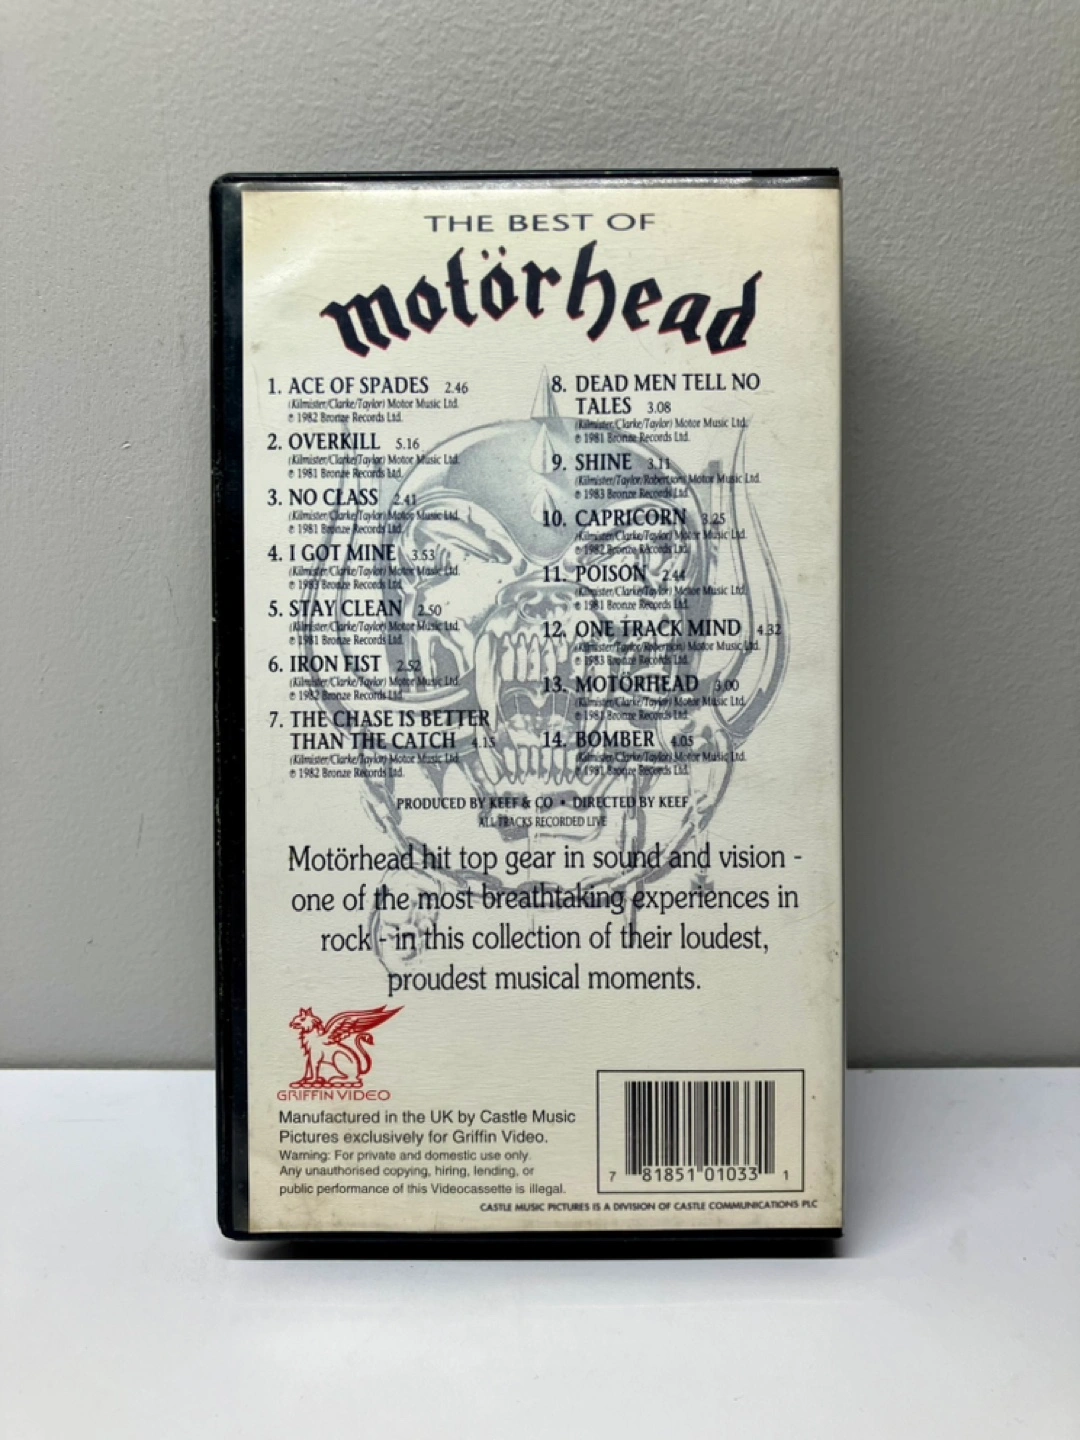 THE BEST OF
motörhead
1. ACE OF SPADES 2.46
(Kilmister/Clarke/Taylor) Motor Music Ltd.
℗ 1982 Bronze Records Ltd.
2. OVERKILL 5.16
(Kilmister/Clarke/Taylor) Motor Music Ltd.
℗ 1981 Bronze Records Ltd.
3. NO CLASS 2.41
(Kilmister/Clarke/Taylor) Motor Music Ltd.
℗ 1981 Bronze Records Ltd.
4. I GOT MINE 3.53
(Kilmister/Clarke/Taylor) Motor Music Ltd.
℗ 1983 Bronze Records Ltd.
5. STAY CLEAN 2.50
(Kilmister/Clarke/Taylor) Motor Music Ltd.
℗ 1981 Bronze Records Ltd.
6. IRON FIST 2.52
(Kilmister/Clarke/Taylor) Motor Music Ltd.
℗ 1982 Bronze Records Ltd.
7. THE CHASE IS BETTER
THAN THE CATCH 4.15
(Kilmister/Clarke/Taylor) Motor Music Ltd.
℗ 1982 Bronze Records Ltd.
8. DEAD MEN TELL NO
TALES 3.08
(Kilmister/Clarke/Taylor) Motor Music Ltd.
℗ 1981 Bronze Records Ltd.
9. SHINE 3.11
(Kilmister/Taylor/Robertson) Motor Music Ltd.
℗ 1983 Bronze Records Ltd.
10. CAPRICORN 3.25
(Kilmister/Clarke/Taylor) Motor Music Ltd.
℗ 1982 Bronze Records Ltd.
11. POISON 2.44
(Kilmister/Clarke/Taylor) Motor Music Ltd.
℗ 1981 Bronze Records Ltd.
12. ONE TRACK MIND 4.32
(Kilmister/Taylor/Robertson) Motor Music Ltd.
℗ 1983 Bronze Records Ltd.
13. MOTÖRHEAD 3.00
(Kilmister/Clarke/Taylor) Motor Music Ltd.
℗ 1981 Bronze Records Ltd.
14. BOMBER 4.05
(Kilmister/Clarke/Taylor) Motor Music Ltd.
℗ 1981 Bronze Records Ltd.
PRODUCED BY KEEF & CO • DIRECTED BY KEEF
ALL TRACKS RECORDED LIVE
Motörhead hit top gear in sound and vision -
one of the most breathtaking experiences in
rock - in this collection of their loudest,
proudest musical moments.
GRIFFIN VIDEO
Manufactured in the UK by Castle Music
Pictures exclusively for Griffin Video.
Warning: For private and domestic use only.
Any unauthorised copying, hiring, lending, or
public performance of this Videocassette is illegal.
7 81851 01033 1
CASTLE MUSIC PICTURES IS A DIVISION OF CASTLE COMMUNICATIONS PLC